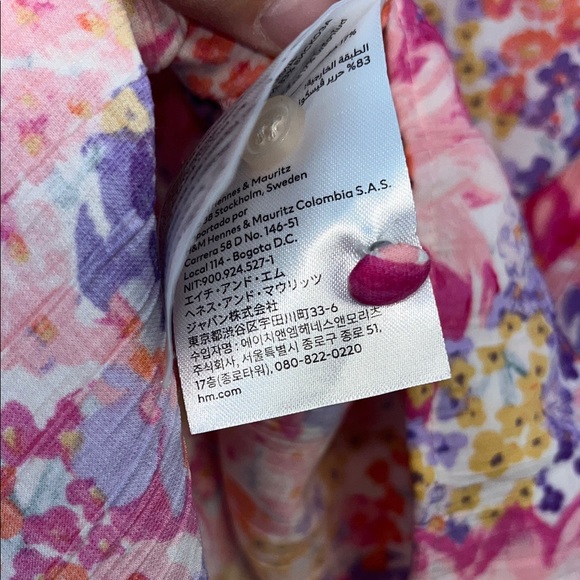 الطبقة الخارجية:
17%
83% حرير فيسكوز
Hennes & Mauritz
Stockholm, Sweden
portado por
H&M Hennes & Mauritz Colombia S.A.S.
Carrera 58 D No. 146-51
Local 114 - Bogota D.C.
NIT:900.924.527-1
エイチ・アンド・エム
ヘネス・アンド・マウリッツ
ジャパン株式会社
東京都渋谷区宇田川町33-6
수입자명 : 에이치앤엠헤네스앤모리츠
주식회사, 서울특별시 종로구 종로 51,
17층(종로타워), 080-822-0220
hm.com